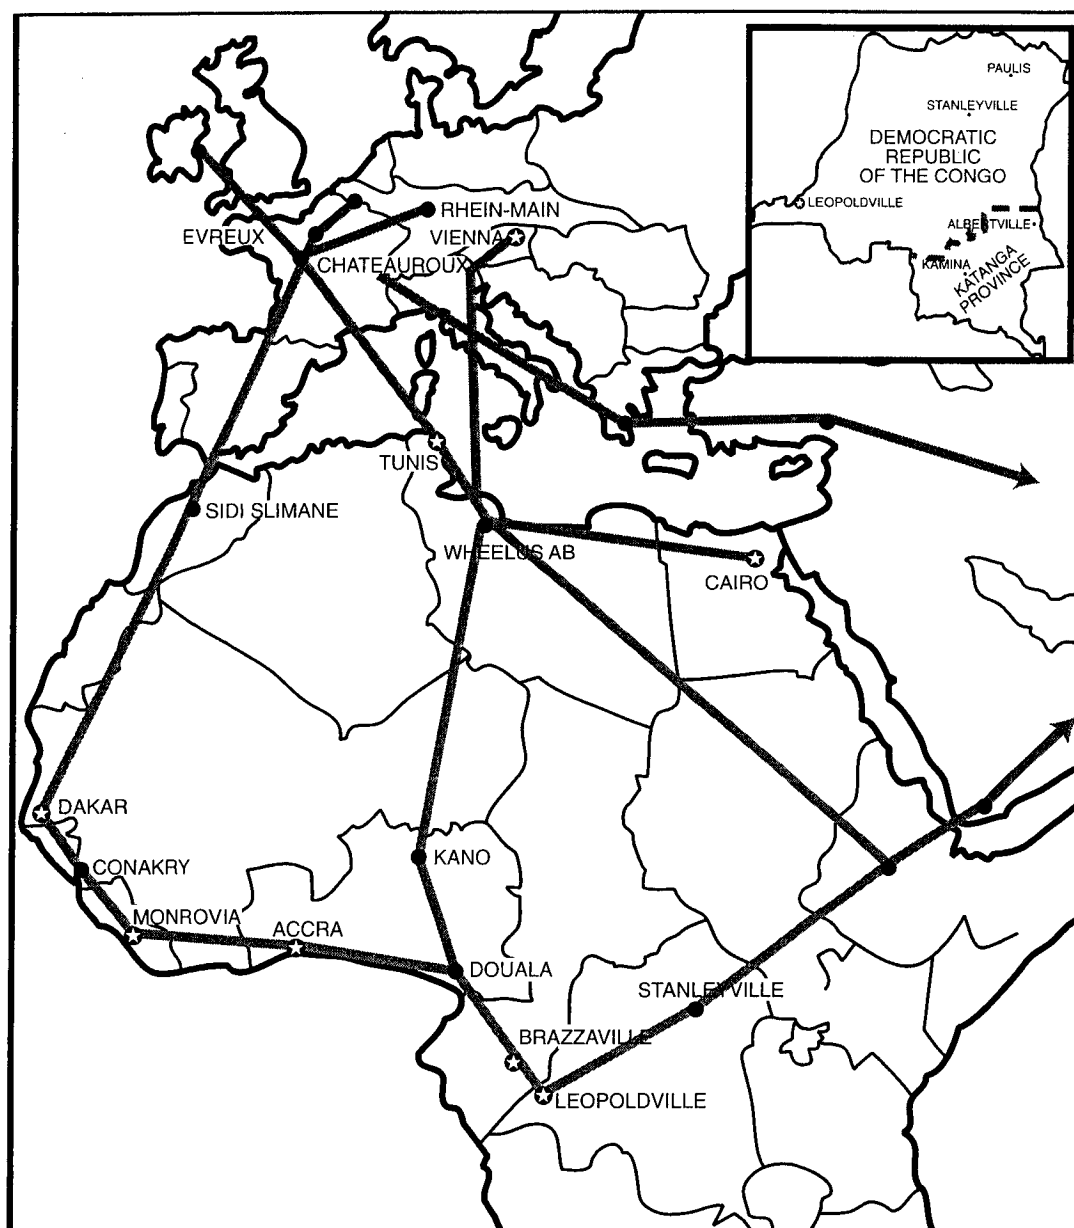 PAULIS
STANLEYVILLE
DEMOCRATIC
REPUBLIC
OF THE CONGO
LEOPOLDVILLE
ALBERTVILLE
KAMINA
KATANGA
PROVINCE
RHEIN-MAIN
EVREUX
VIENNA
CHATEAUROUX
TUNIS
SIDI SLIMANE
WHEELUS AB
CAIRO
DAKAR
CONAKRY
KANO
MONROVIA
ACCRA
DOUALA
STANLEYVILLE
BRAZZAVILLE
LEOPOLDVILLE